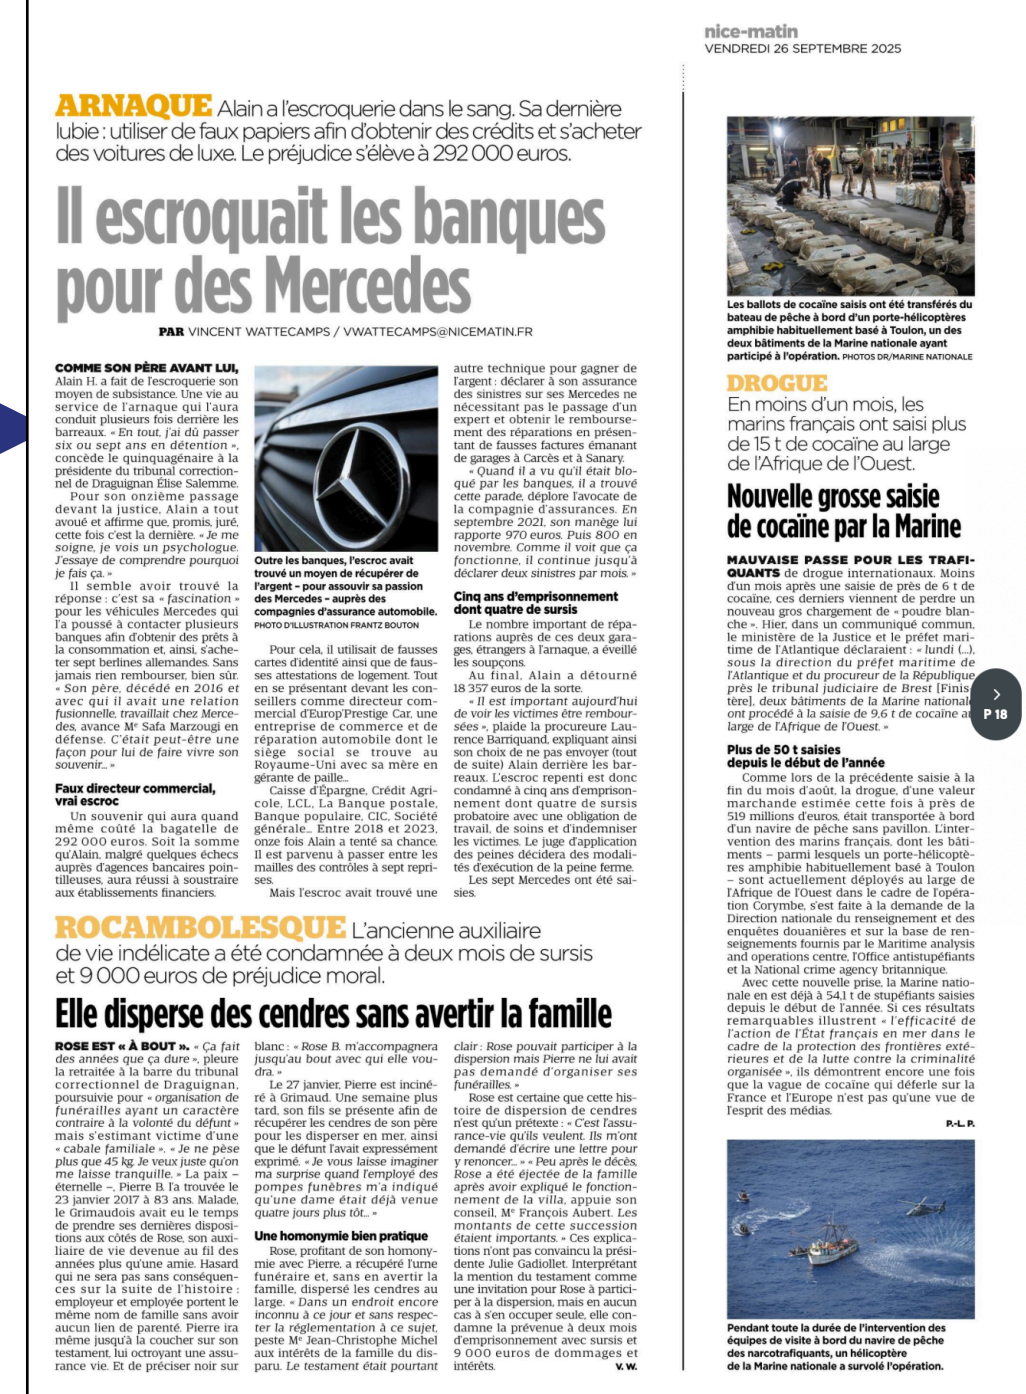 nice-matin
VENDREDI 26 SEPTEMBRE 2025
ARNAQUE Alain a l'escroquerie dans le sang. Sa dernière
lubie : utiliser de faux papiers afin d'obtenir des crédits et s'acheter
des voitures de luxe. Le préjudice s'élève à 292 000 euros.
Il escroquait les banques
pour des Mercedes
PAR VINCENT WATTECAMPS / VWATTECAMPS@NICEMATIN.FR
COMME SON PÈRE AVANT LUI,
Alain H. a fait de l'escroquerie son
moyen de subsistance. Une vie au
service de l'arnaque qui l'aura
conduit plusieurs fois derrière les
barreaux. « En tout, j'ai dû passer
six ou sept ans en détention »,
concède le quinquagénaire à la
présidente du tribunal correction-
nel de Draguignan Élise Salemme.
Pour son onzième passage
devant la justice, Alain a tout
avoué et affirme que, promis, juré,
cette fois c'est la dernière. « Je me
soigne, je vois un psychologue.
J'essaye de comprendre pourquoi
je fais ça. »
Il semble avoir trouvé la
réponse : c'est sa « fascination »
pour les véhicules Mercedes qui
l'a poussé à contacter plusieurs
banques afin d'obtenir des prêts à
la consommation et, ainsi, s'ache-
ter sept berlines allemandes. Sans
jamais rien rembourser, bien sûr.
« Son père, décédé en 2016 et
avec qui il avait une relation
fusionnelle, travaillait chez Merce-
des, avance Me Safa Marzougi en
défense. C'était peut-être une
façon pour lui de faire vivre son
souvenir... »
Faux directeur commercial,
vrai escroc
Un souvenir qui aura quand
même coûté la bagatelle de
292 000 euros. Soit la somme
qu'Alain, malgré quelques échecs
auprès d'agences bancaires poin-
tilleuses, aura réussi à soustraire
aux établissements financiers.
Outre les banques, l'escroc avait
trouvé un moyen de récupérer de
l'argent – pour assouvir sa passion
des Mercedes – auprès des
compagnies d'assurance automobile.
PHOTO D'ILLUSTRATION FRANTZ BOUTON
Pour cela, il utilisait de fausses
cartes d'identité ainsi que de faus-
ses attestations de logement. Tout
en se présentant devant les con-
seillers comme directeur com-
mercial d'Europ'Prestige Car, une
entreprise de commerce et de
réparation automobile dont le
siège social se trouve au
Royaume-Uni avec sa mère en
gérante de paille...
Caisse d'Épargne, Crédit Agri-
cole, LCL, La Banque postale,
Banque populaire, CIC, Société
générale... Entre 2018 et 2023,
onze fois Alain a tenté sa chance.
Il est parvenu à passer entre les
mailles des contrôles à sept repri-
ses.
Mais l'escroc avait trouvé une
autre technique pour gagner de
l'argent : déclarer à son assurance
des sinistres sur ses Mercedes ne
nécessitant pas le passage d'un
expert et obtenir le rembourse-
ment des réparations en présen-
tant de fausses factures émanant
de garages à Carcès et à Sanary.
« Quand il a vu qu'il était blo-
qué par les banques, il a trouvé
cette parade, déplore l'avocate de
la compagnie d'assurances. En
septembre 2021, son manège lui
rapporte 970 euros. Puis 800 en
novembre. Comme il voit que ça
fonctionne, il continue jusqu'à
déclarer deux sinistres par mois. »
Cinq ans d'emprisonnement
dont quatre de sursis
Le nombre important de répa-
rations auprès de ces deux gara-
ges, étrangers à l'arnaque, a éveillé
les soupçons.
Au final, Alain a détourné
18 357 euros de la sorte.
« Il est important aujourd'hui
de voir les victimes être rembour-
sées », plaide la procureure Lau-
rence Barriquand, expliquant ainsi
son choix de ne pas envoyer (tout
de suite) Alain derrière les bar-
reaux. L'escroc repenti est donc
condamné à cinq ans d'emprison-
nement dont quatre de sursis
probatoire avec une obligation de
travail, de soins et d'indemniser
les victimes. Le juge d'application
des peines décidera des modali-
tés d'exécution de la peine ferme.
Les sept Mercedes ont été sai-
sies.
ROCAMBOLESQUE L'ancienne auxiliaire
de vie indélicate a été condamnée à deux mois de sursis
et 9 000 euros de préjudice moral.
Elle disperse des cendres sans avertir la famille
ROSE EST « À BOUT ». « Ça fait
des années que ça dure », pleure
la retraitée à la barre du tribunal
correctionnel de Draguignan,
poursuivie pour « organisation de
funérailles ayant un caractère
contraire à la volonté du défunt »
mais s'estimant victime d'une
« cabale familiale ». « Je ne pèse
plus que 45 kg. Je veux juste qu'on
me laisse tranquille. » La paix –
éternelle –, Pierre B. l'a trouvée le
23 janvier 2017 à 83 ans. Malade,
le Grimaudois avait eu le temps
de prendre ses dernières disposi-
tions aux côtés de Rose, son auxi-
liaire de vie devenue au fil des
années plus qu'une amie. Hasard
qui ne sera pas sans conséquen-
ces sur la suite de l'histoire :
employeur et employée portent le
même nom de famille sans avoir
aucun lien de parenté. Pierre ira
même jusqu'à la coucher sur son
testament, lui octroyant une assu-
rance vie. Et de préciser noir sur
blanc : « Rose B. m'accompagnera
jusqu'au bout avec qui elle vou-
dra. »
Le 27 janvier, Pierre est inciné-
ré à Grimaud. Une semaine plus
tard, son fils se présente afin de
récupérer les cendres de son père
pour les disperser en mer, ainsi
que le défunt l'avait expressément
exprimé. « Je vous laisse imaginer
ma surprise quand l'employé des
pompes funèbres m'a indiqué
qu'une dame était déjà venue
quatre jours plus tôt... »
Une homonymie bien pratique
Rose, profitant de son homony-
mie avec Pierre, a récupéré l'urne
funéraire et, sans en avertir la
famille, dispersé les cendres au
large. « Dans un endroit encore
inconnu à ce jour et sans respec-
ter la réglementation à ce sujet,
peste Me Jean-Christophe Michel
aux intérêts de la famille du dis-
paru. Le testament était pourtant
clair : Rose pouvait participer à la
dispersion mais Pierre ne lui avait
pas demandé d'organiser ses
funérailles. »
Rose est certaine que cette his-
toire de dispersion de cendres
n'est qu'un prétexte : « C'est l'assu-
rance-vie qu'ils veulent. Ils m'ont
demandé d'écrire une lettre pour
y renoncer... » « Peu après le décès,
Rose a été éjectée de la famille
après avoir expliqué le fonction-
nement de la villa, appuie son
conseil, Me François Aubert. Les
montants de cette succession
étaient importants. » Ces explica-
tions n'ont pas convaincu la prési-
dente Julie Gadiollet. Interprétant
la mention du testament comme
une invitation pour Rose à partici-
per à la dispersion, mais en aucun
cas à s'en occuper seule, elle con-
damne la prévenue à deux mois
d'emprisonnement avec sursis et
9 000 euros de dommages et
intérêts.
V. W.
Les ballots de cocaïne saisis ont été transférés du
bateau de pêche à bord d'un porte-hélicoptères
amphibie habituellement basé à Toulon, un des
deux bâtiments de la Marine nationale ayant
participé à l'opération. PHOTOS DR/MARINE NATIONALE
DROGUE
En moins d'un mois, les
marins français ont saisi plus
de 15 t de cocaïne au large
de l'Afrique de l'Ouest.
Nouvelle grosse saisie
de cocaïne par la Marine
MAUVAISE PASSE POUR LES TRAFI-
QUANTS de drogue internationaux. Moins
d'un mois après une saisie de près de 6 t de
cocaïne, ces derniers viennent de perdre un
nouveau gros chargement de « poudre blan-
che ». Hier, dans un communiqué commun,
le ministère de la Justice et le préfet mari-
time de l'Atlantique déclaraient : « lundi (...),
sous la direction du préfet maritime de
l'Atlantique et du procureur de la République
près le tribunal judiciaire de Brest [Finis-
tère], deux bâtiments de la Marine nationale
ont procédé à la saisie de 9,6 t de cocaïne au
large de l'Afrique de l'Ouest. »
Plus de 50 t saisies
depuis le début de l'année
Comme lors de la précédente saisie à la
fin du mois d'août, la drogue, d'une valeur
marchande estimée cette fois à près de
519 millions d'euros, était transportée à bord
d'un navire de pêche sans pavillon. L'inter-
vention des marins français, dont les bâti-
ments – parmi lesquels un porte-hélicoptè-
res amphibie habituellement basé à Toulon
– sont actuellement déployés au large de
l'Afrique de l'Ouest dans le cadre de l'opéra-
tion Corymbe, s'est faite à la demande de la
Direction nationale du renseignement et des
enquêtes douanières et sur la base de ren-
seignements fournis par le Maritime analysis
and operations centre, l'Office antistupéfiants
et la National crime agency britannique.
Avec cette nouvelle prise, la Marine natio-
nale en est déjà à 54,1 t de stupéfiants saisies
depuis le début de l'année. Si ces résultats
remarquables illustrent « l'efficacité de
l'action de l'État français en mer dans le
cadre de la protection des frontières exté-
rieures et de la lutte contre la criminalité
organisée », ils démontrent encore une fois
que la vague de cocaïne qui déferle sur la
France et l'Europe n'est pas qu'une vue de
l'esprit des médias.
P.-L. P.
Pendant toute la durée de l'intervention des
équipes de visite à bord du navire de pêche
des narcotrafiquants, un hélicoptère
de la Marine nationale a survolé l'opération.
P 18